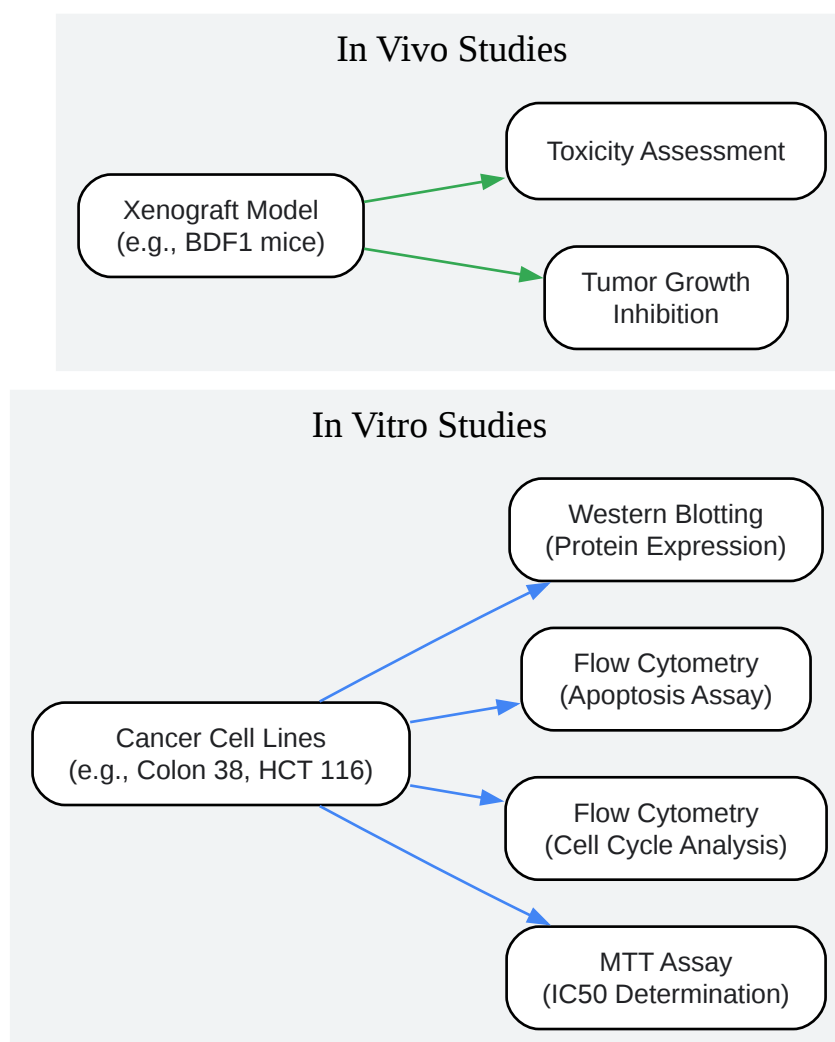 In Vivo Studies
Toxicity Assessment
Xenograft Model
(e.g., BDF1 mice)
Tumor Growth
Inhibition
In Vitro Studies
Western Blotting
(Protein Expression)
Flow Cytometry
(Apoptosis Assay)
Cancer Cell Lines
(e.g., Colon 38, HCT 116)
Flow Cytometry
(Cell Cycle Analysis)
MTT Assay
(IC50 Determination)